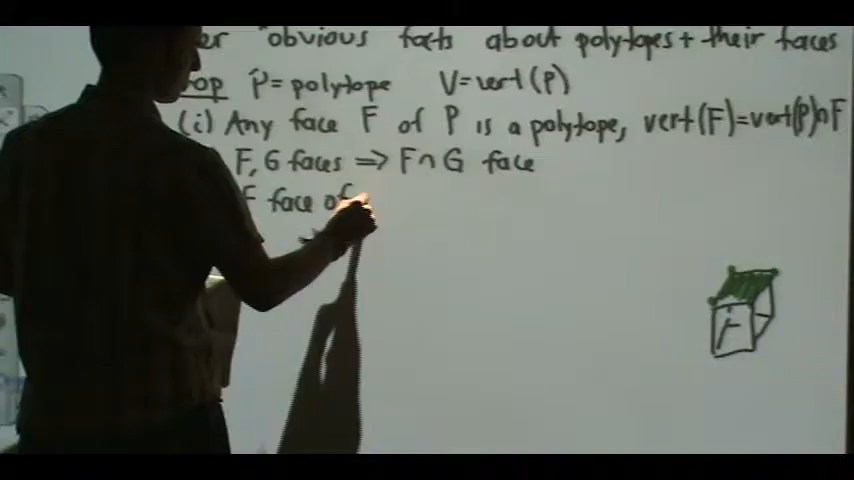 "obvious facts about polytopes + their faces
P = polytope V = vert(P)
(i) Any face F of P is a polytope, vert(F) = vert(P) ∩ F
F, G faces ⇒ F ∩ G face
F face of
F